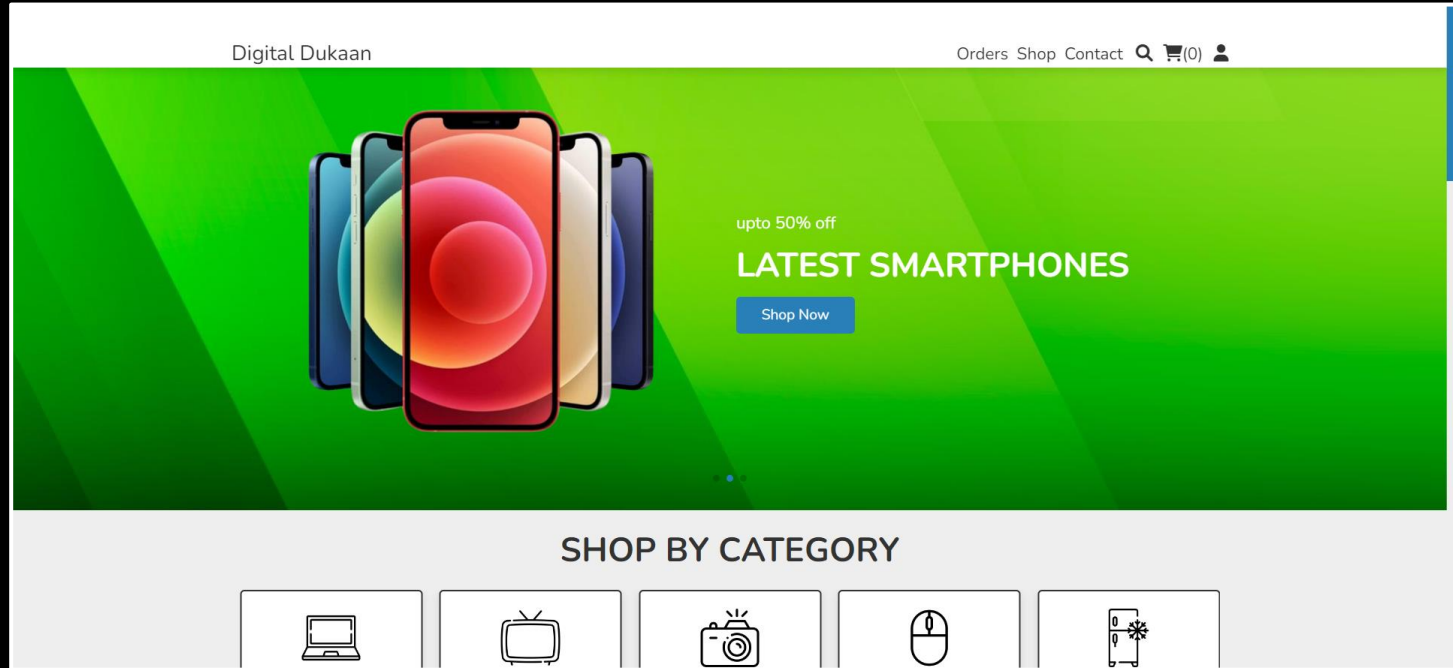 Digital Dukaan
Orders Shop Contact (0)
upto 50% off
LATEST SMARTPHONES
Shop Now
SHOP BY CATEGORY